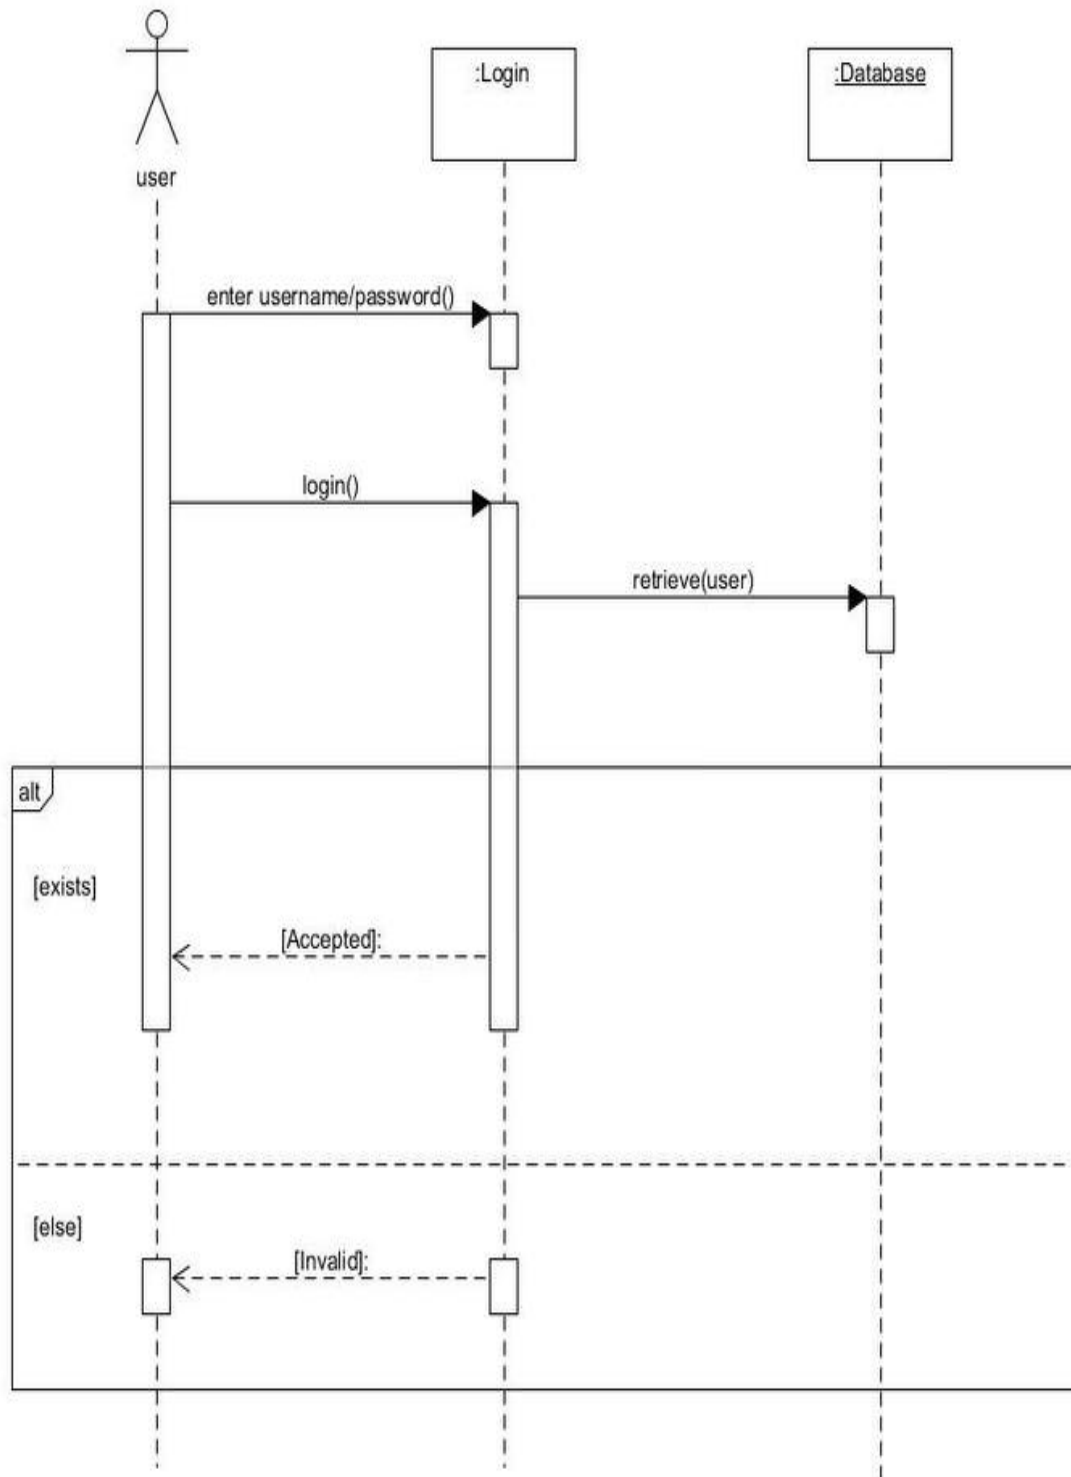 :Login
:Database
user
enter username/password()
login()
retrieve(user)
alt
[exists]
[Accepted]:
[else]
[Invalid]: